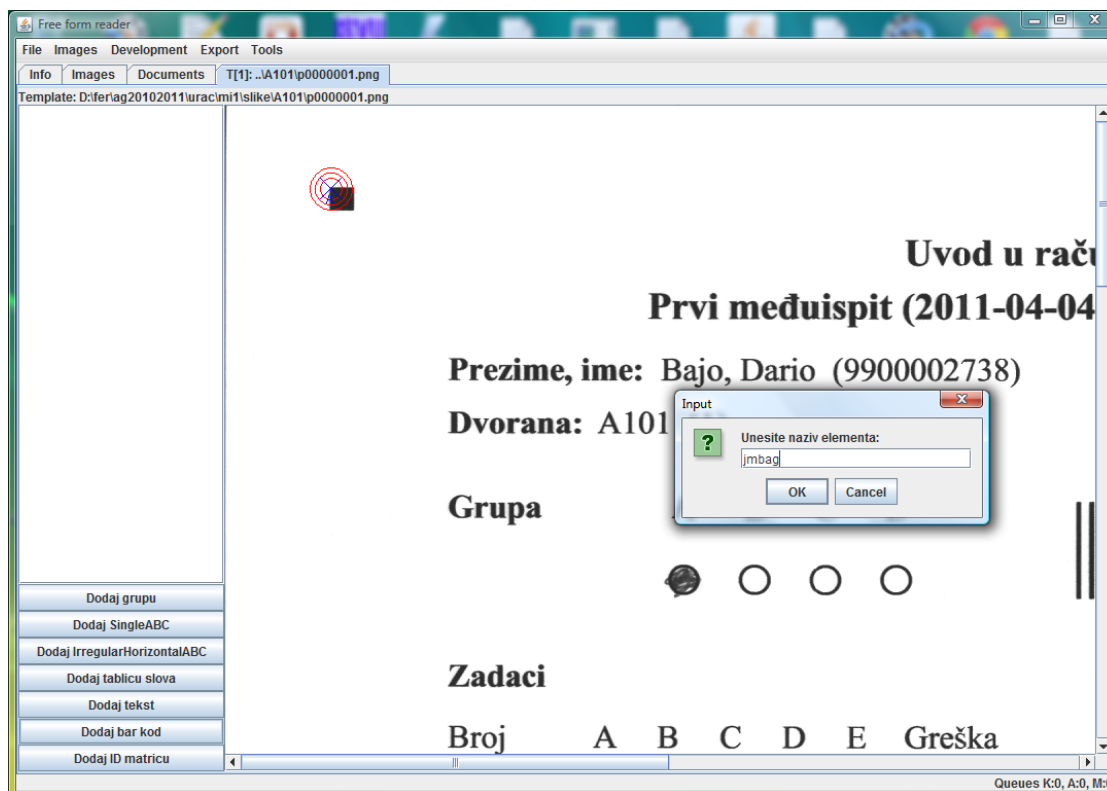 Free form reader
File Images Development Export Tools
Info Images Documents T[1]: ..\A101\p0000001.png
Template: D:\fer\ag20102011\urac\mi1\slike\A101\p0000001.png
Uvod u raču
Prvi međuispit (2011-04-04
Prezime, ime: Bajo, Dario (9900002738)
Dvorana: A101
Input
Unesite naziv elementa:
jmbag
OK Cancel
Grupa
Zadaci
Broj A B C D E Greška
Dodaj grupu
Dodaj SingleABC
Dodaj IrregularHorizontalABC
Dodaj tablicu slova
Dodaj tekst
Dodaj bar kod
Dodaj ID matricu
Queues K:0, A:0, M: